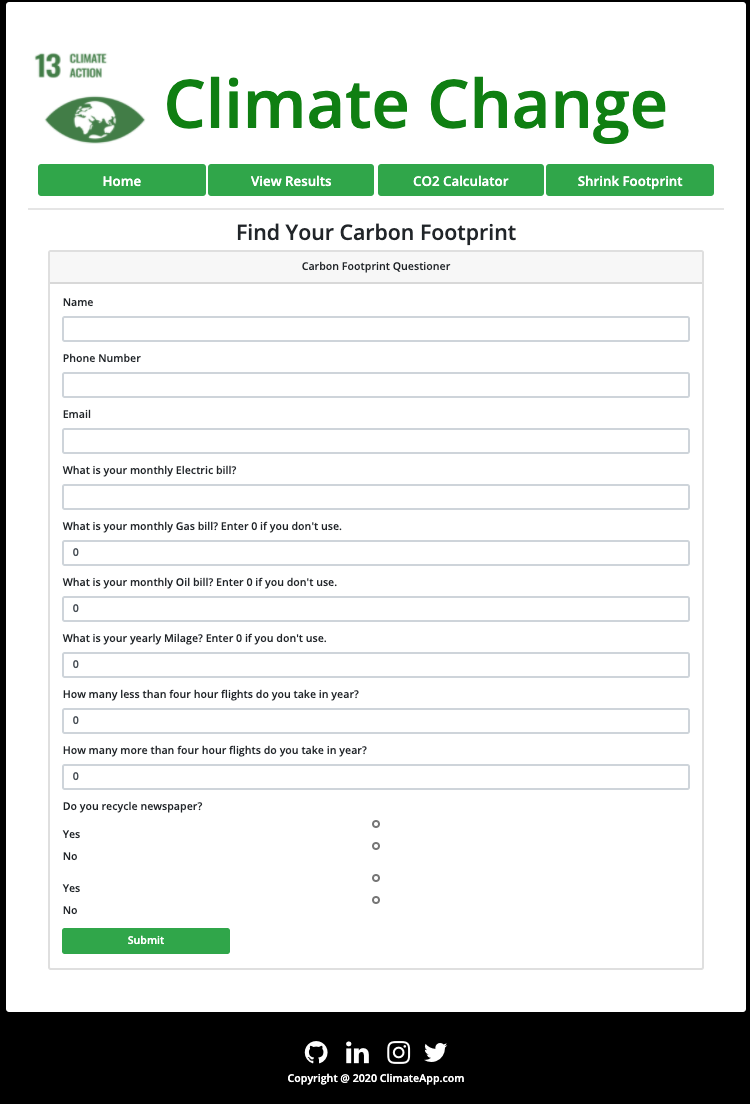 13 CLIMATE
ACTION
Climate Change
Home View Results CO2 Calculator Shrink Footprint
Find Your Carbon Footprint
Carbon Footprint Questioner
Name
Phone Number
Email
What is your monthly Electric bill?
What is your monthly Gas bill? Enter 0 if you don't use.
0
What is your monthly Oil bill? Enter 0 if you don't use.
0
What is your yearly Milage? Enter 0 if you don't use.
0
How many less than four hour flights do you take in year?
0
How many more than four hour flights do you take in year?
0
Do you recycle newspaper?
Yes
No
Yes
No
Submit
in
Copyright @ 2020 ClimateApp.com